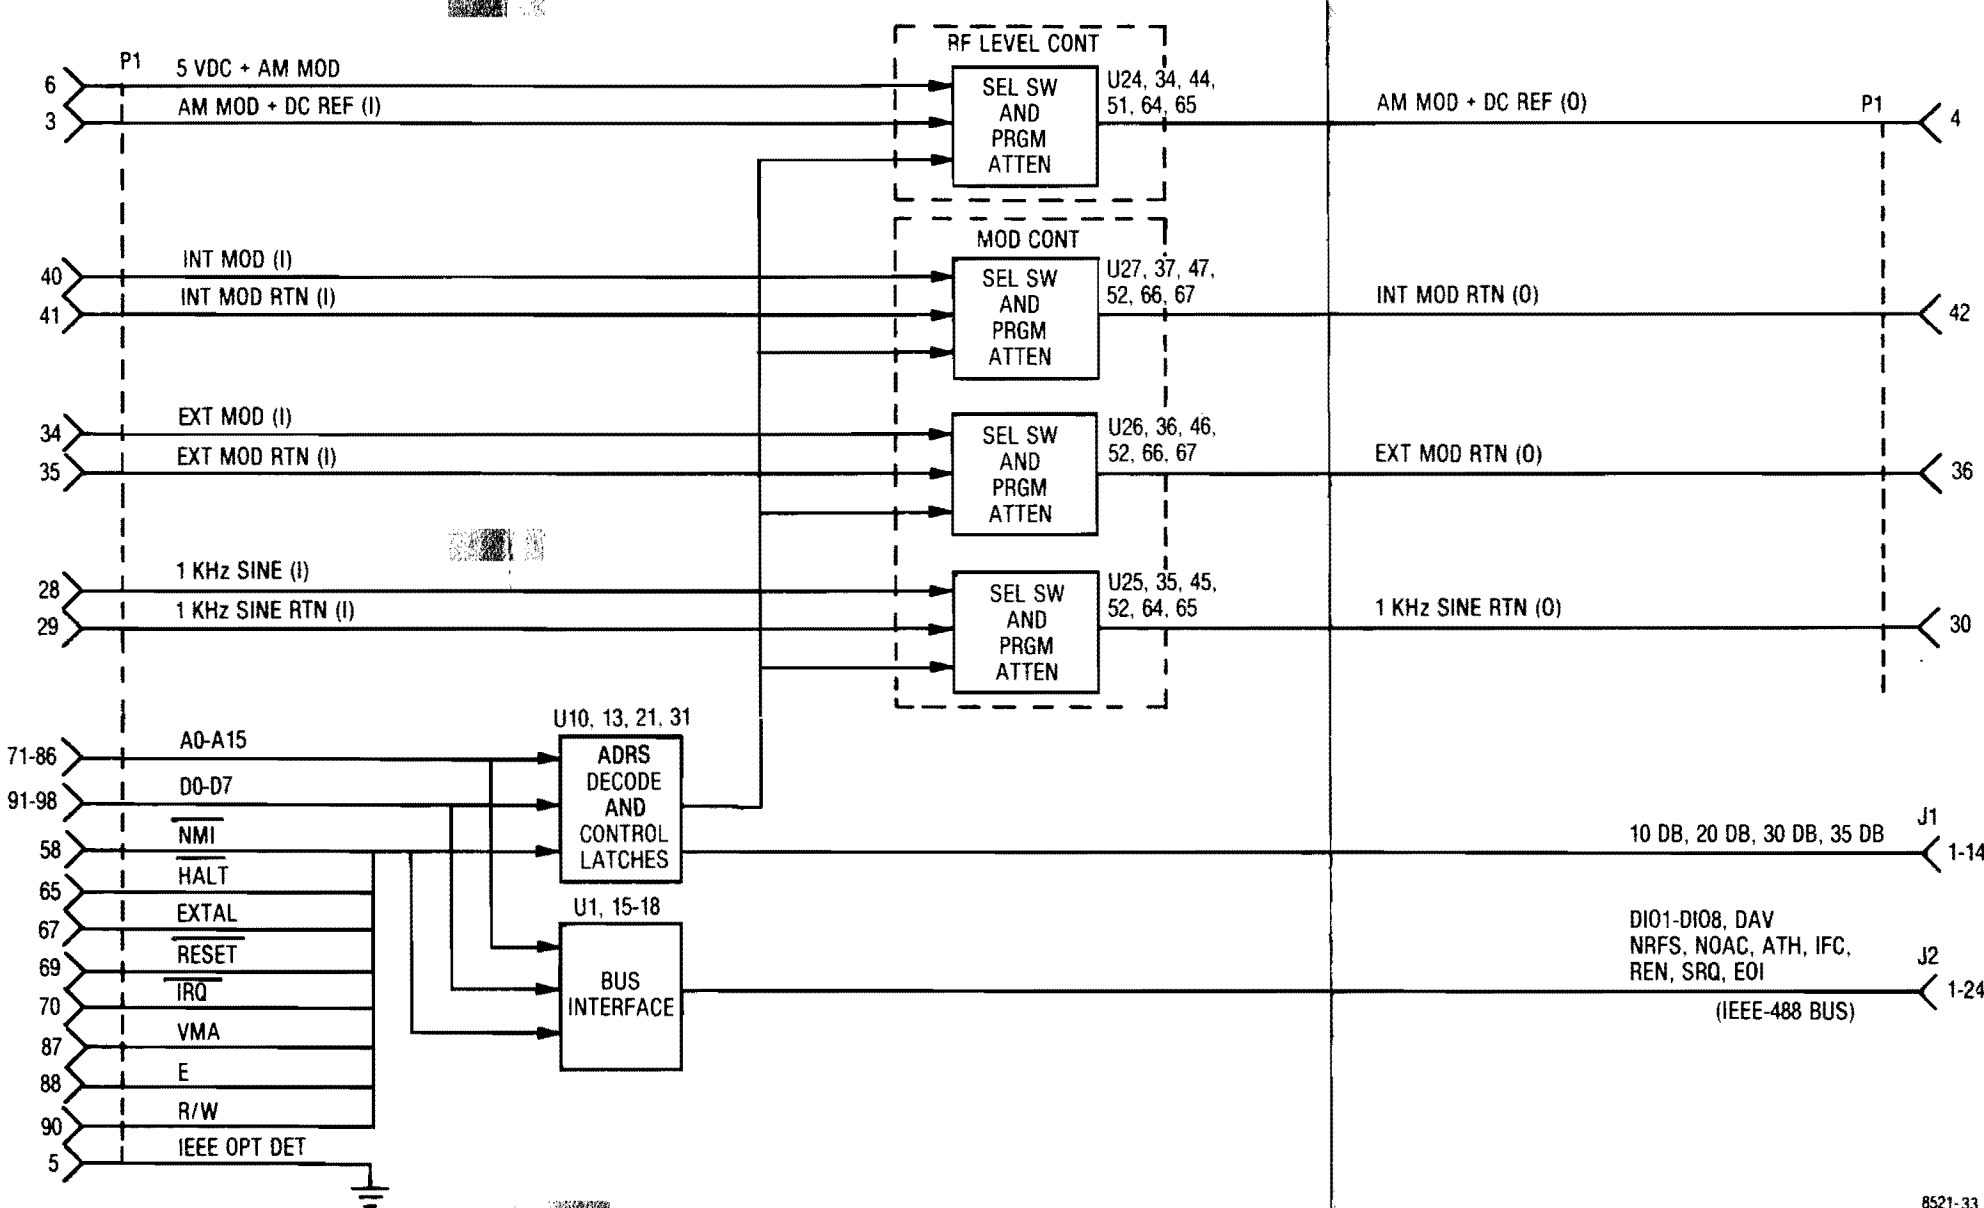 RF LEVEL CONT
P1
6
5 VDC + AM MOD
3
AM MOD + DC REF (I)
SEL SW
AND
PRGM
ATTEN
U24, 34, 44,
51, 64, 65
AM MOD + DC REF (O)
P1
4
MOD CONT
40
INT MOD (I)
41
INT MOD RTN (I)
SEL SW
AND
PRGM
ATTEN
U27, 37, 47,
52, 66, 67
INT MOD RTN (O)
42
34
EXT MOD (I)
35
EXT MOD RTN (I)
SEL SW
AND
PRGM
ATTEN
U26, 36, 46,
52, 66, 67
EXT MOD RTN (O)
36
28
1 KHz SINE (I)
29
1 KHz SINE RTN (I)
SEL SW
AND
PRGM
ATTEN
U25, 35, 45,
52, 64, 65
1 KHz SINE RTN (O)
30
71-86
A0-A15
91-98
D0-D7
58
NMI
65
HALT
67
EXTAL
69
RESET
70
IRQ
87
VMA
88
E
90
R/W
5
IEEE OPT DET
U10, 13, 21, 31
ADRS
DECODE
AND
CONTROL
LATCHES
U1, 15-18
BUS
INTERFACE
10 DB, 20 DB, 30 DB, 35 DB
J1
1-14
DIO1-DIO8, DAV
NRFS, NOAC, ATH, IFC,
REN, SRQ, EOI
J2
1-24
(IEEE-488 BUS)
8521-33